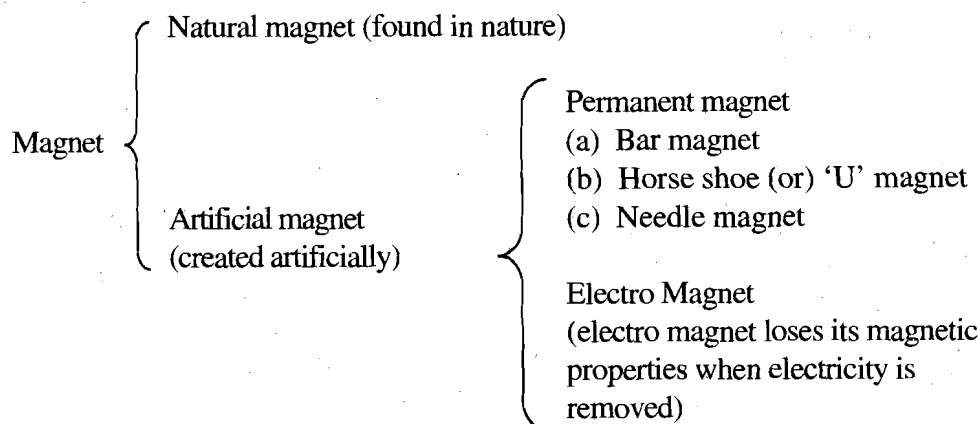 Natural magnet (found in nature)
Magnet
Artificial magnet
(created artificially)
Permanent magnet
(a) Bar magnet
(b) Horse shoe (or) ‘U’ magnet
(c) Needle magnet
Electro Magnet
(electro magnet loses its magnetic
properties when electricity is
removed)